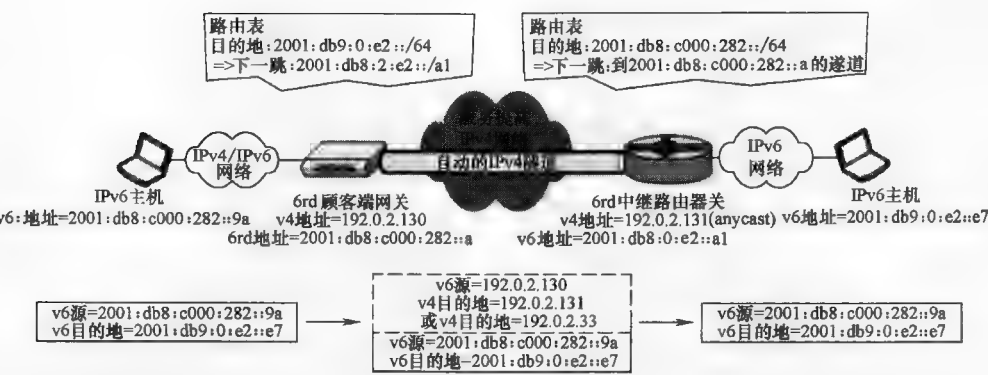 路由表
目的地:2001:db9:0:e2::/64
=>下一跳:2001:db8:2:e2::/a1
路由表
目的地:2001:db8:c000:282::/64
=>下一跳:到2001:db8:c000:282::a的遂道
IPv4网络
自动的IPv4隧道
IPv4/IPv6
网络
IPv6
网络
IPv6主机
v6:地址=2001:db8:c000:282::9a
6rd顾客端网关
v4地址=192.0.2.130
6rd地址=2001:db8:c000:282::a
6rd中继路由器关
v4地址=192.0.2.131(anycast)
v6地址=2001:db8:0:e2::a1
IPv6主机
v6地址=2001:db9:0:e2::e7
v6源=2001:db8:c000:282::9a
v6目的地=2001:db9:0:e2::e7
v6源=192.0.2.130
v4目的地=192.0.2.131
或v4目的地=192.0.2.33
v6源=2001:db8:c000:282::9a
v6目的地-2001:db9:0:e2::e7
v6源=2001:db8:c000:282::9a
v6目的地=2001:db9:0:e2::e7